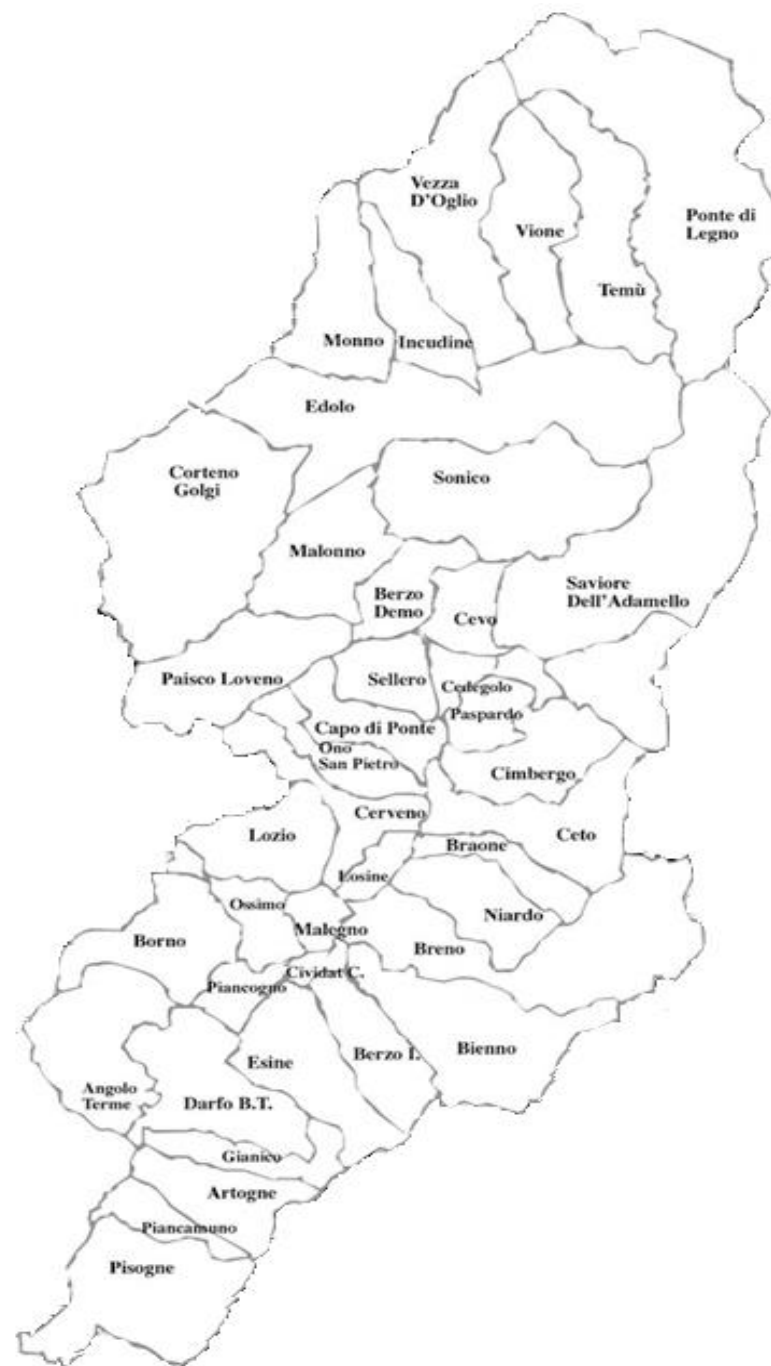 Vezza
D'Oglio
Vione
Ponte di
Legno
Temù
Monno
Incudine
Edolo
Corteno
Golgi
Sonico
Malonno
Berzo
Demo
Cevo
Saviore
Dell'Adamello
Paisco Loveno
Sellero
Cedegolo
Paspardo
Capo di Ponte
Ono
San Pietro
Cimbergo
Cerveno
Lozio
Braone
Ceto
Losine
Ossimo
Niardo
Malegno
Borno
Breno
Cividat C.
Piancogno
Esine
Berzo I.
Bienno
Angolo
Terme
Darfo B.T.
Gianico
Artogne
Piancamuno
Pisogne